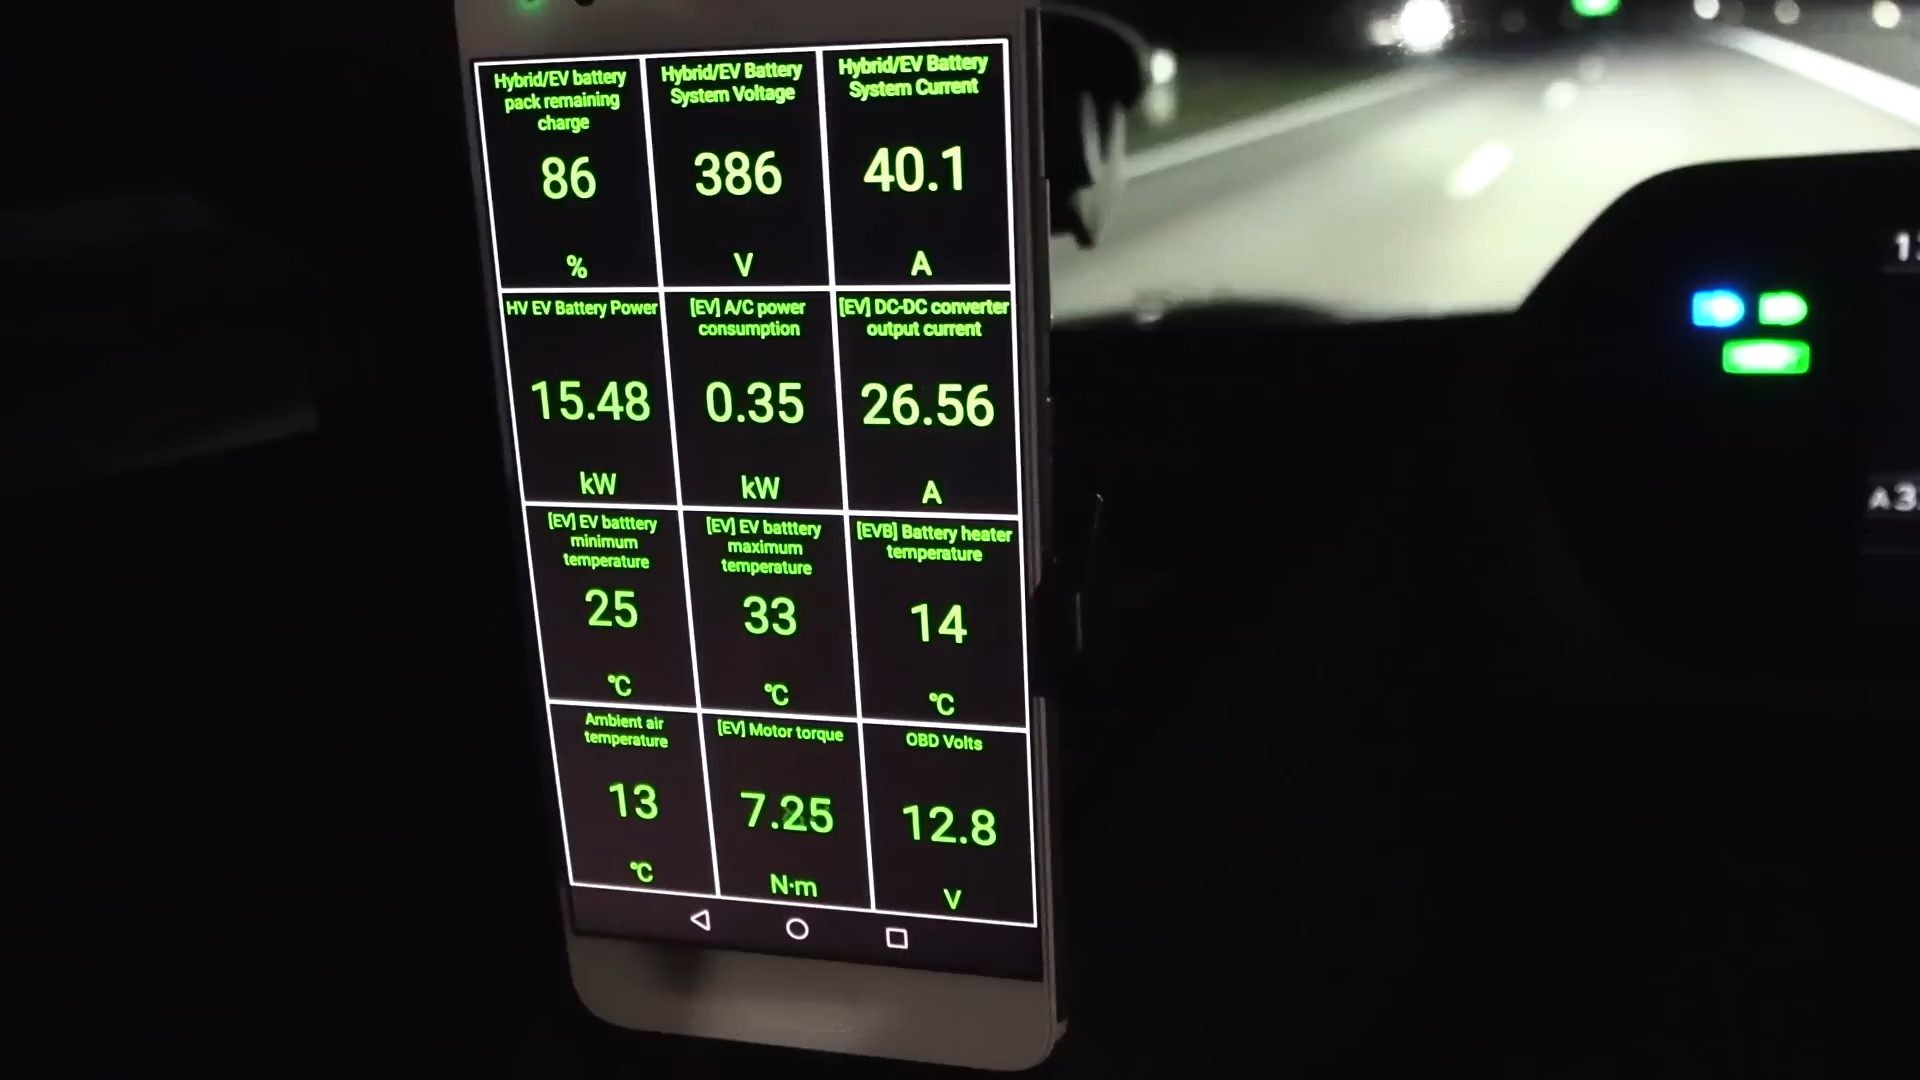 Hybrid/EV battery
pack remaining
charge
86
%
Hybrid/EV Battery
System Voltage
386
V
Hybrid/EV Battery
System Current
40.1
A
HV EV Battery Power
15.48
kW
[EV] A/C power
consumption
0.35
kW
[EV] DC-DC converter
output current
26.56
A
[EV] EV batttery
minimum
temperature
25
℃
[EV] EV batttery
maximum
temperature
33
℃
[EVB] Battery heater
temperature
14
℃
Ambient air
temperature
13
℃
[EV] Motor torque
7.25
N·m
OBD Volts
12.8
V